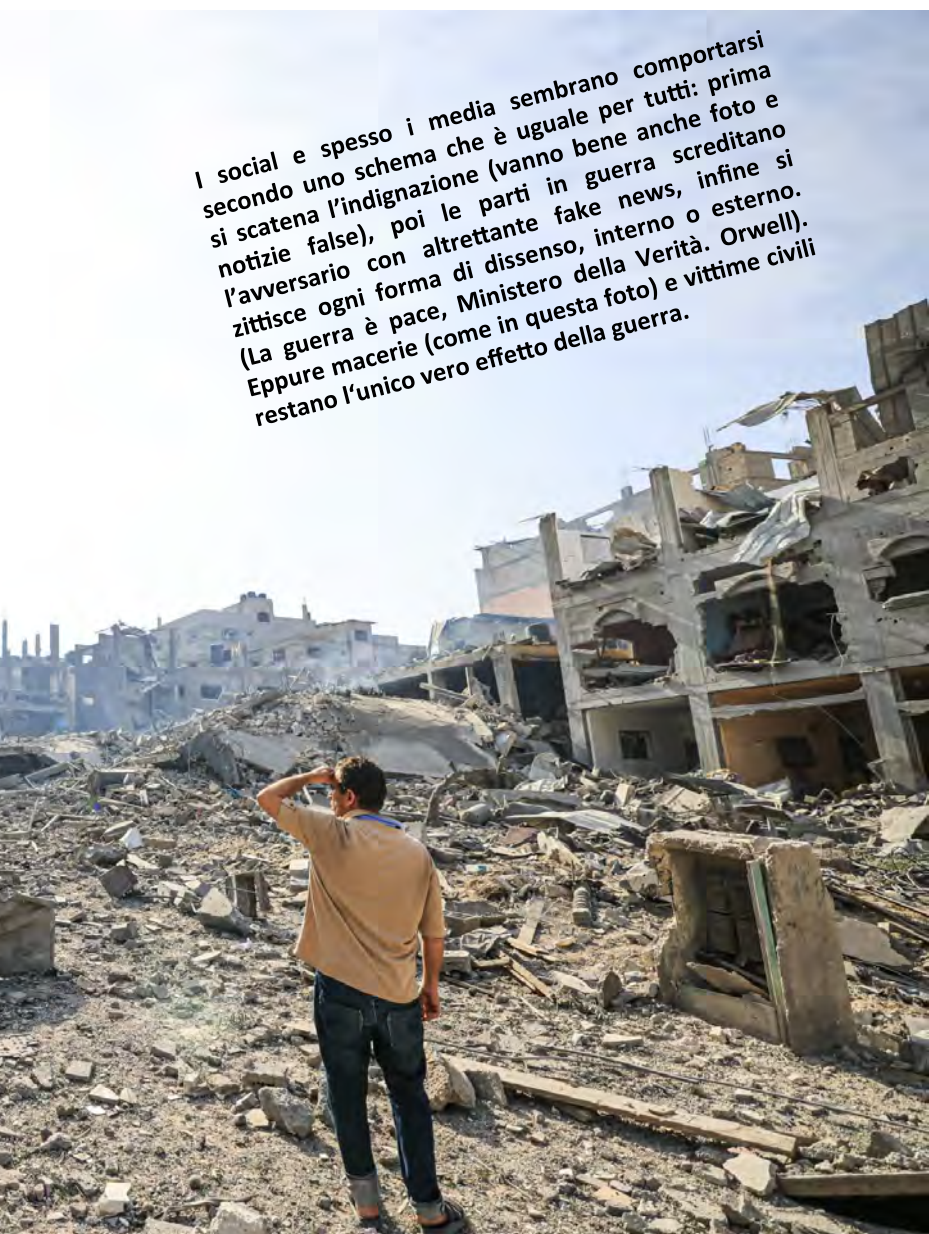 I social e spesso i media sembrano comportarsi
secondo uno schema che è uguale per tutti: prima
si scatena l'indignazione (vanno bene anche foto e
notizie false), poi le parti in guerra screditano
l'avversario con altrettante fake news, infine si
zittisce ogni forma di dissenso, interno o esterno.
(La guerra è pace, Ministero della Verità. Orwell).
Eppure macerie (come in questa foto) e vittime civili
restano l‘unico vero effetto della guerra.